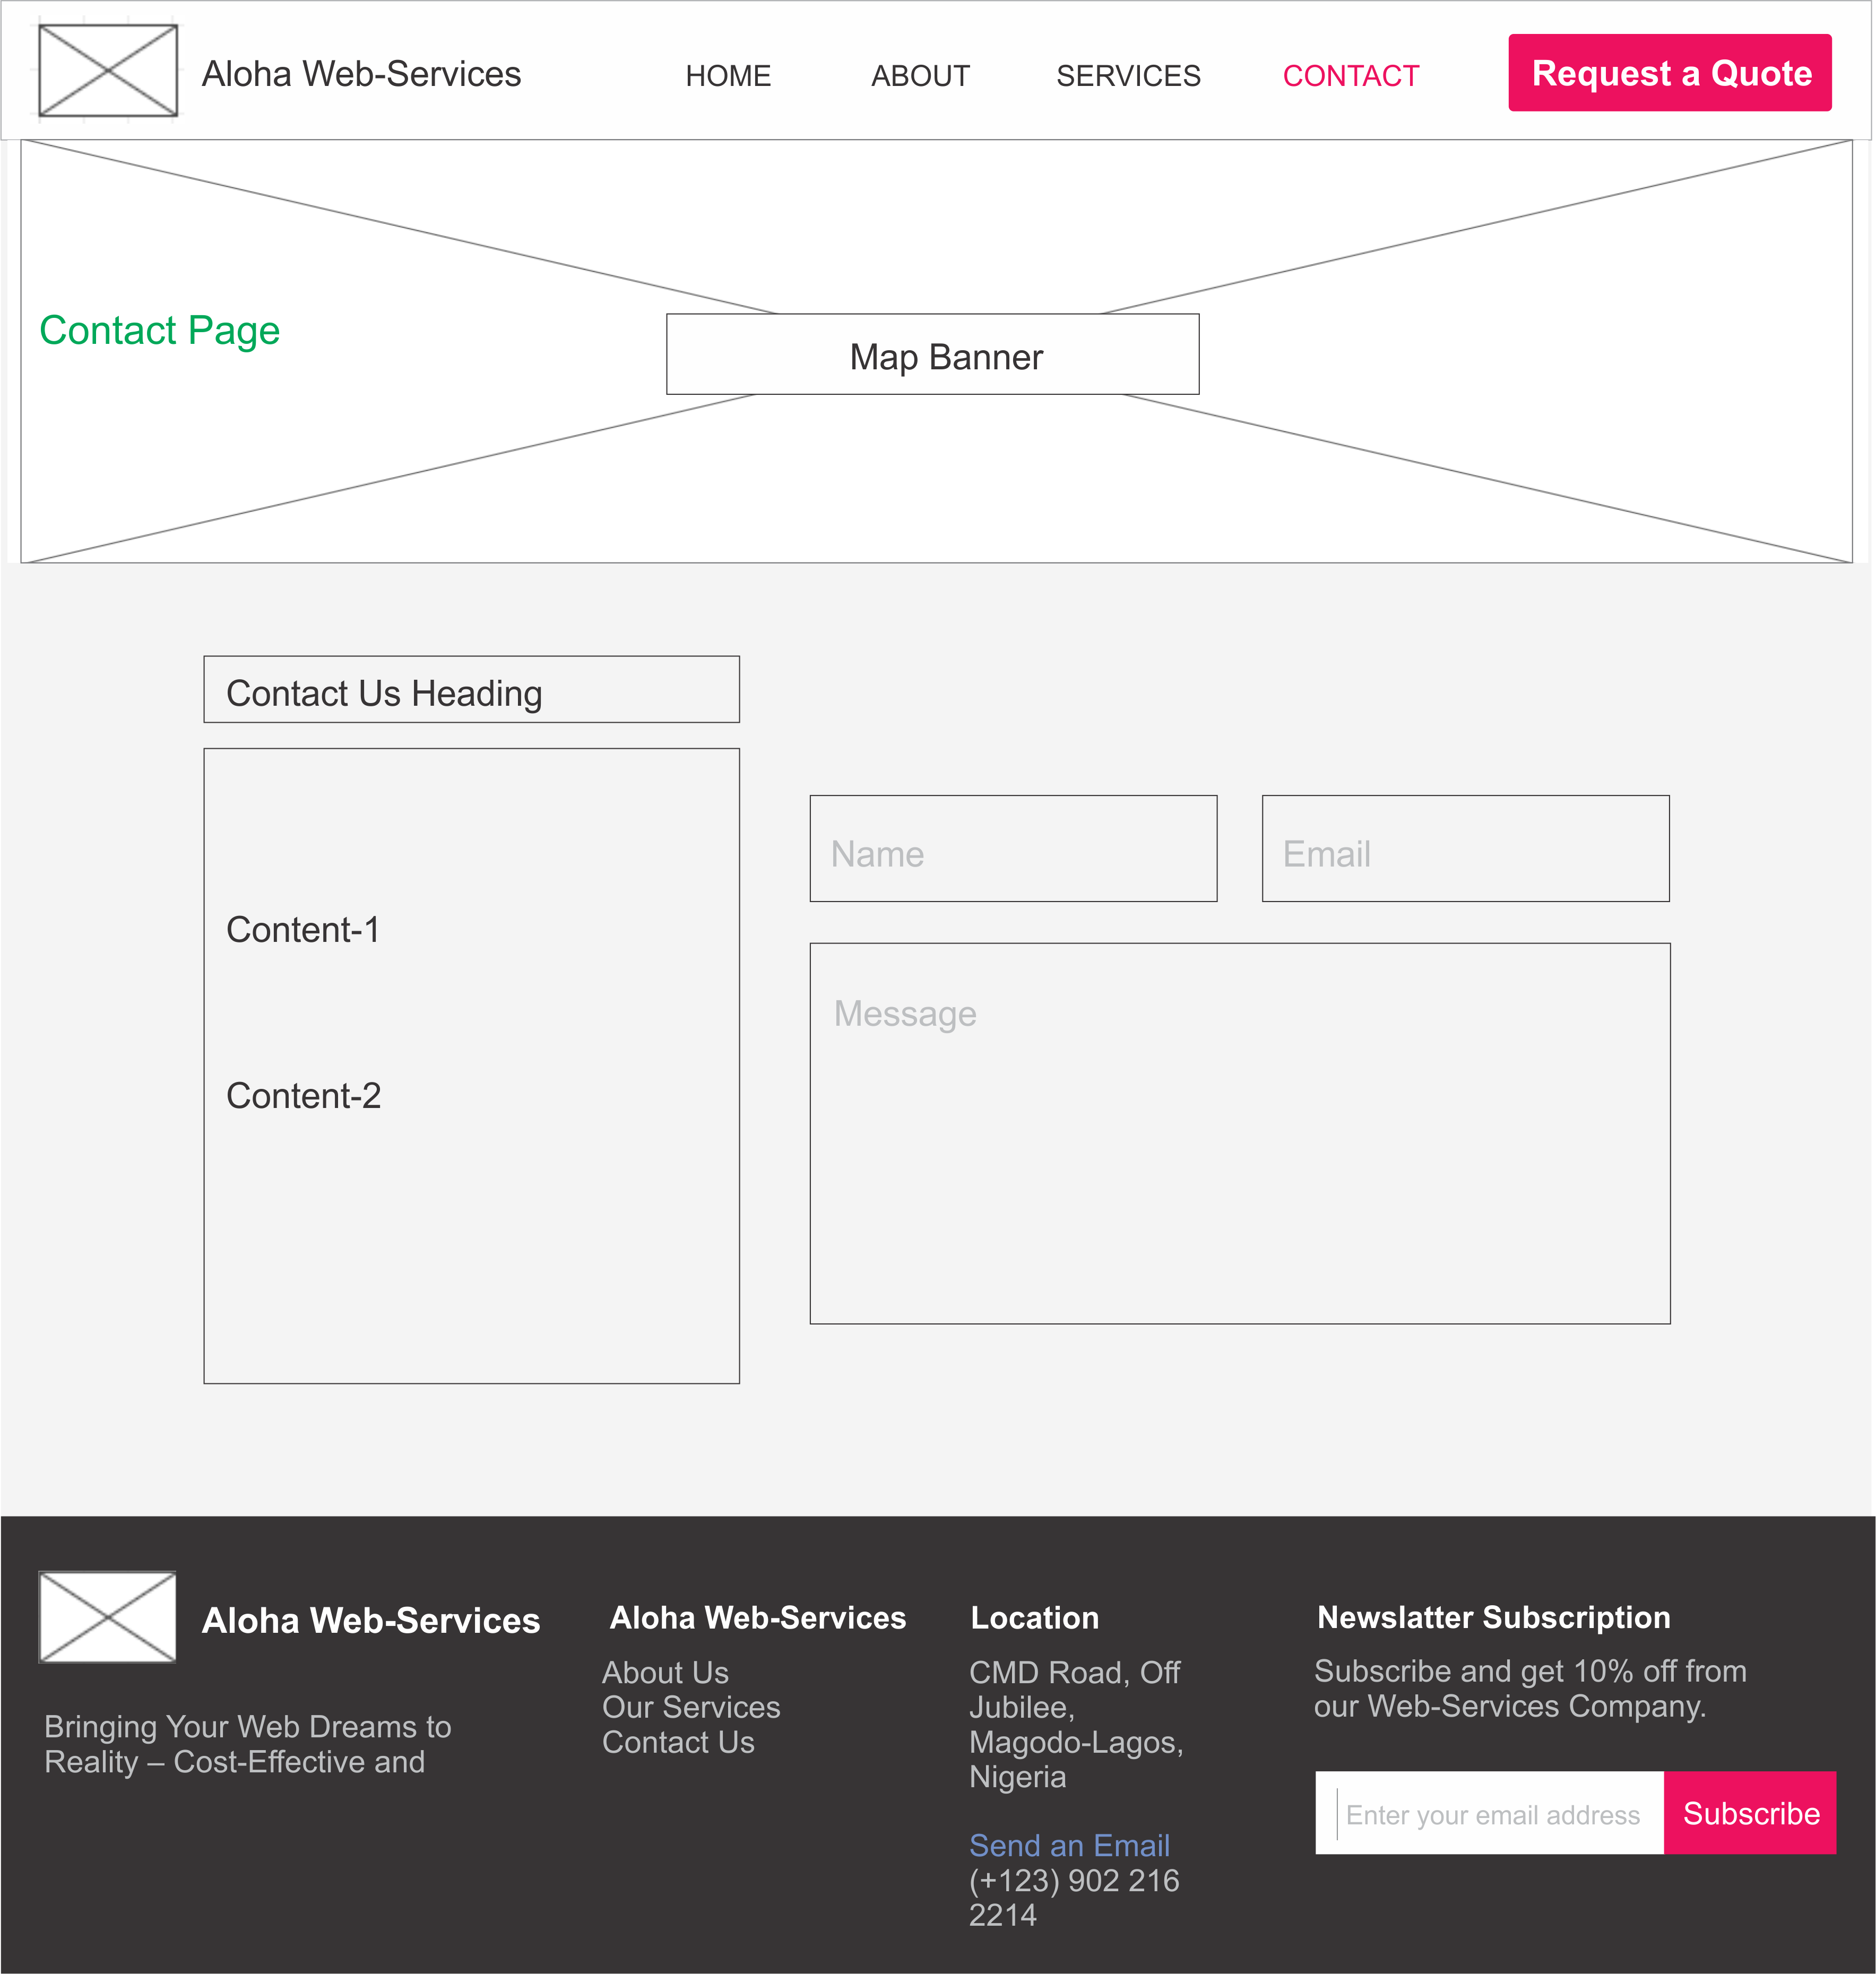 Aloha Web-Services
HOME
ABOUT
SERVICES
CONTACT
Request a Quote
Contact Page
Map Banner
Contact Us Heading
Content-1
Content-2
Name
Email
Message
Aloha Web-Services
Bringing Your Web Dreams to
Reality – Cost-Effective and
Aloha Web-Services
About Us
Our Services
Contact Us
Location
CMD Road, Off
Jubilee,
Magodo-Lagos,
Nigeria
Send an Email
(+123) 902 216
2214
Newslatter Subscription
Subscribe and get 10% off from
our Web-Services Company.
Enter your email address
Subscribe